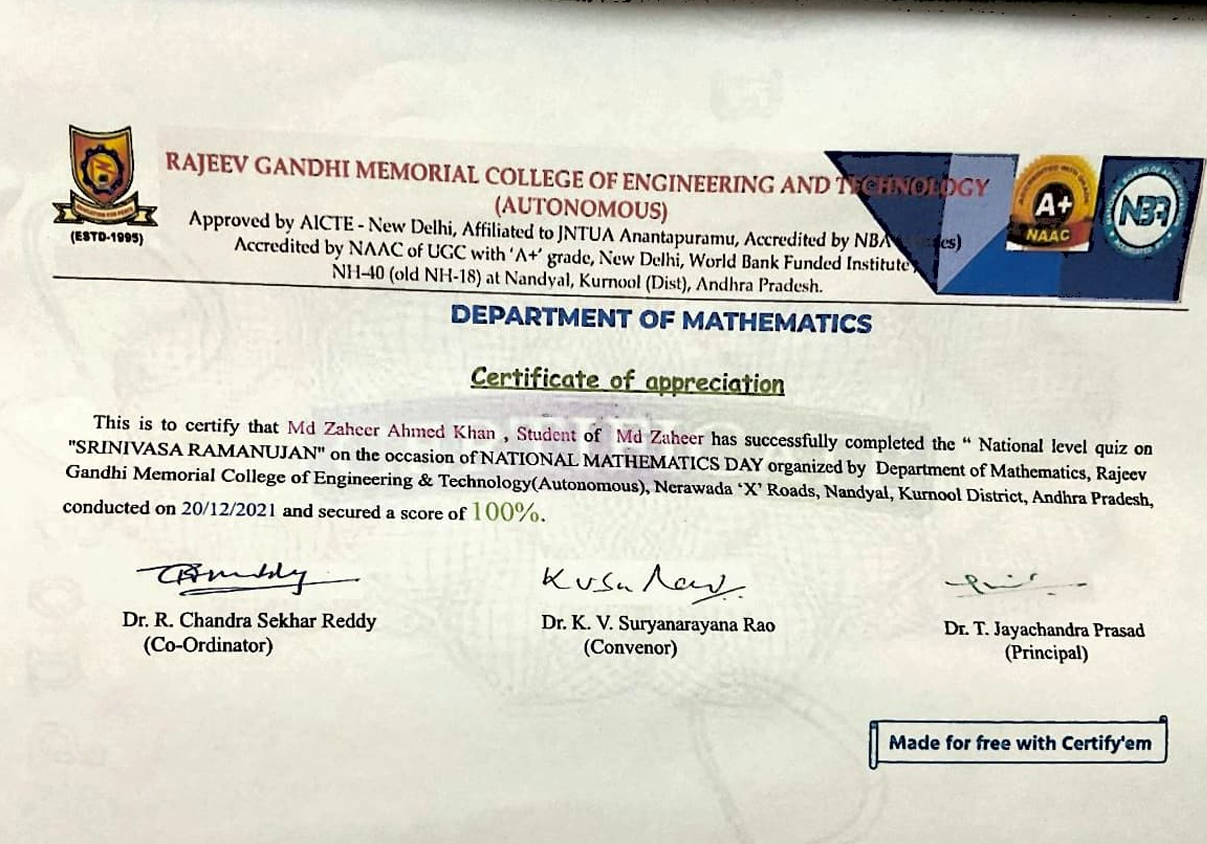 RAJEEV GANDHI MEMORIAL COLLEGE OF ENGINEERING AND TECHNOLOGY
(AUTONOMOUS)
(ESTD-1995)
Approved by AICTE - New Delhi, Affiliated to JNTUA Anantapuramu, Accredited by NBA
Accredited by NAAC of UGC with 'A+' grade, New Delhi, World Bank Funded Institute
NH-40 (old NH-18) at Nandyal, Kurnool (Dist), Andhra Pradesh.
A+
NAAC
NBA
DEPARTMENT OF MATHEMATICS
Certificate of appreciation
This is to certify that Md Zaheer Ahmed Khan , Student of Md Zaheer has successfully completed the “ National level quiz on
"SRINIVASA RAMANUJAN" on the occasion of NATIONAL MATHEMATICS DAY organized by Department of Mathematics, Rajeev
Gandhi Memorial College of Engineering & Technology(Autonomous), Nerawada ‘X’ Roads, Nandyal, Kurnool District, Andhra Pradesh,
conducted on 20/12/2021 and secured a score of 100%.
Dr. R. Chandra Sekhar Reddy
(Co-Ordinator)
Dr. K. V. Suryanarayana Rao
(Convenor)
Dr. T. Jayachandra Prasad
(Principal)
Made for free with Certify'em